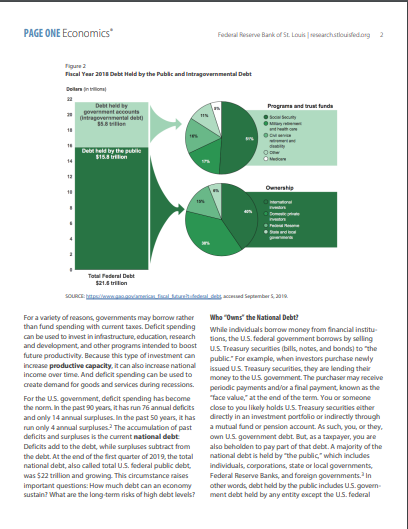 PAGE ONE Economics®
Federal Reserve Bank of St. Louis | research.stlouisfed.org 2
Figure 2
Fiscal Year 2018 Debt Held by the Public and Intragovernmental Debt
Dollars (in trillions)
22
20
18
16
14
12
10
8
6
4
2
0
Debt held by
government accounts
(intragovernmental debt)
$5.8 trillion
Debt held by the public
$15.8 trillion
Total Federal Debt
$21.6 trillion
51%
17%
11%
Programs and trust funds
Social Security
Military retirement
and health care
Civil service
retirement and
disability
Other
Medicare
40%
Ownership
International
investors
Domestic private
investors
Federal Reserve
State and local
governments
SOURCE: https://www.gao.gov/americas_fiscal_future?t=federal_debt, accessed September 5, 2019.
For a variety of reasons, governments may borrow rather
than fund spending with current taxes. Deficit spending
can be used to invest in infrastructure, education, research
and development, and other programs intended to boost
future productivity. Because this type of investment can
increase productive capacity, it can also increase national
income over time. And deficit spending can be used to
create demand for goods and services during recessions.
For the U.S. government, deficit spending has become
the norm. In the past 90 years, it has run 76 annual deficits
and only 14 annual surpluses. In the past 50 years, it has
run only 4 annual surpluses.² The accumulation of past
deficits and surpluses is the current national debt:
Deficits add to the debt, while surpluses subtract from
the debt. At the end of the first quarter of 2019, the total
national debt, also called total U.S. federal public debt,
was $22 trillion and growing. This circumstance raises
important questions: How much debt can an economy
sustain? What are the long-term risks of high debt levels?
Who “Owns” the National Debt?
While individuals borrow money from financial institu-
tions, the U.S. federal government borrows by selling
U.S. Treasury securities (bills, notes, and bonds) to “the
public.” For example, when investors purchase newly
issued U.S. Treasury securities, they are lending their
money to the U.S. government. The purchaser may receive
periodic payments and/or a final payment, known as the
“face value,” at the end of the term. You or someone
close to you likely holds U.S. Treasury securities either
directly in an investment portfolio or indirectly through
a mutual fund or pension account. As such, you, or they,
own U.S. government debt. But, as a taxpayer, you are
also beholden to pay part of that debt. A majority of the
national debt is held by “the public,” which includes
individuals, corporations, state or local governments,
Federal Reserve Banks, and foreign governments.³ In
other words, debt held by the public includes U.S. govern-
ment debt held by any entity except the U.S. federal